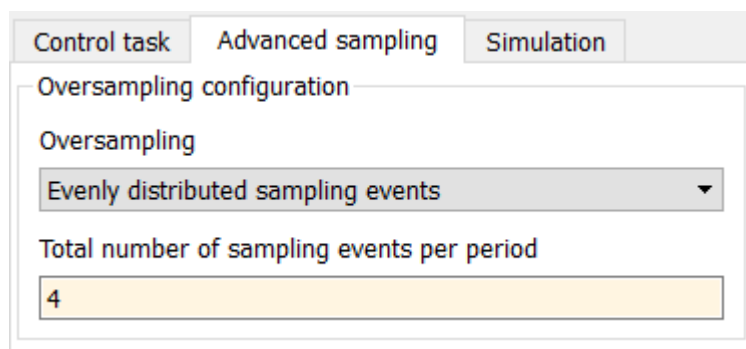 Control task Advanced sampling Simulation
Oversampling configuration
Oversampling
Evenly distributed sampling events
Total number of sampling events per period
4